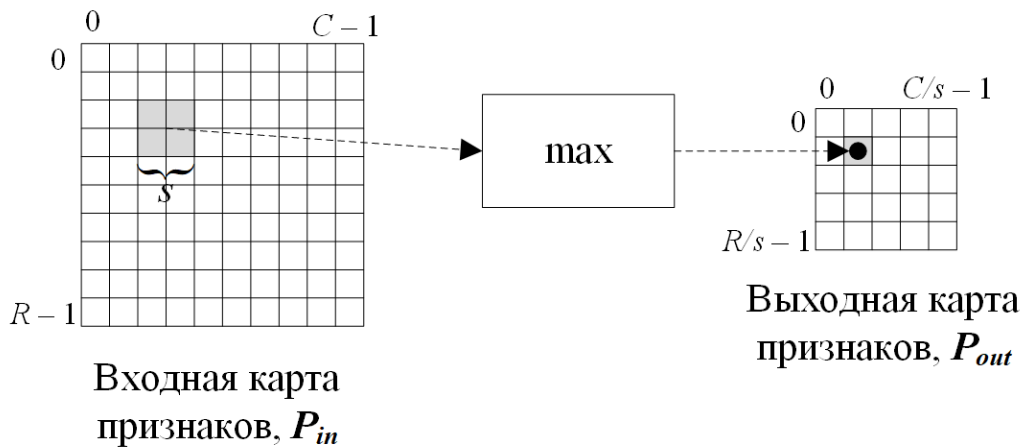 0
C – 1
0
s
R – 1
Входная карта
признаков, P_in
max
0
C/s – 1
0
R/s – 1
Выходная карта
признаков, P_out